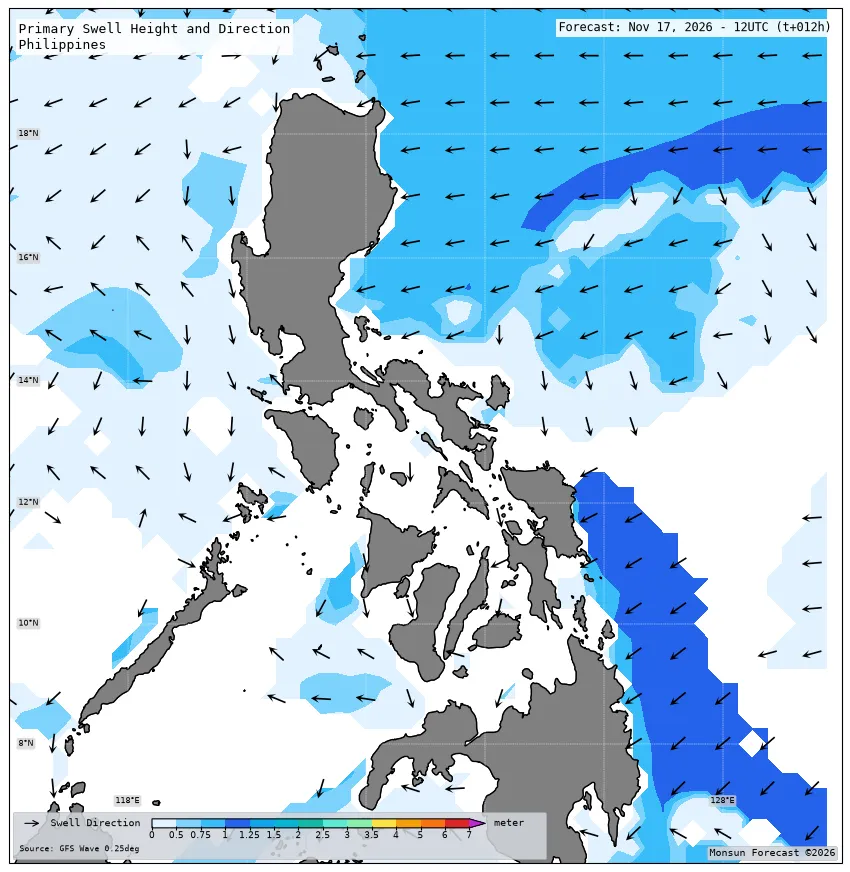 Primary Swell Height and Direction
Philippines
Forecast: Nov 17, 2026 - 12UTC (t+012h)
18°N
16°N
14°N
12°N
10°N
8°N
118°E
128°E
Swell Direction
meter
0 0.5 0.75 1 1.25 1.5 2 2.5 3 3.5 4 5 6 7
Source: GFS Wave 0.25deg
Monsun Forecast ©2026